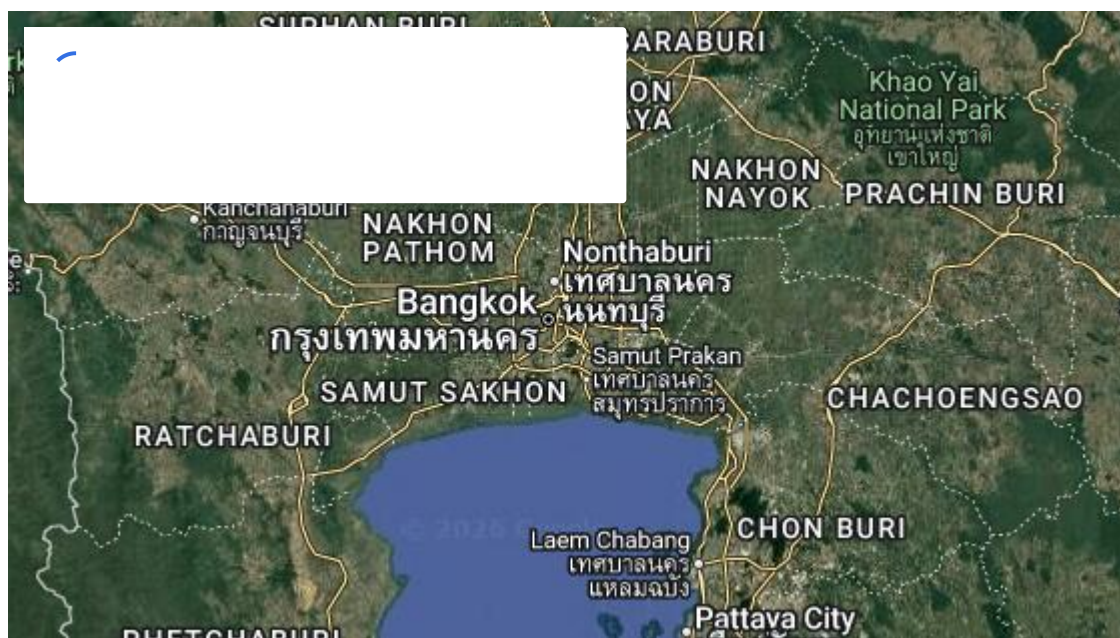 SUPHAN BURI
SARABURI
Khao Yai
National Park
อุทยานแห่งชาติ
เขาใหญ่
NAKHON
NAYOK
PRACHIN BURI
Kanchanaburi
กาญจนบุรี
NAKHON
PATHOM
Nonthaburi
เทศบาลนคร
นนทบุรี
Bangkok
กรุงเทพมหานคร
Samut Prakan
เทศบาลนคร
สมุทรปราการ
SAMUT SAKHON
CHACHOENGSAO
RATCHABURI
CHON BURI
Laem Chabang
เทศบาลนคร
แหลมฉบัง
Pattaya City
PHETCHABURI